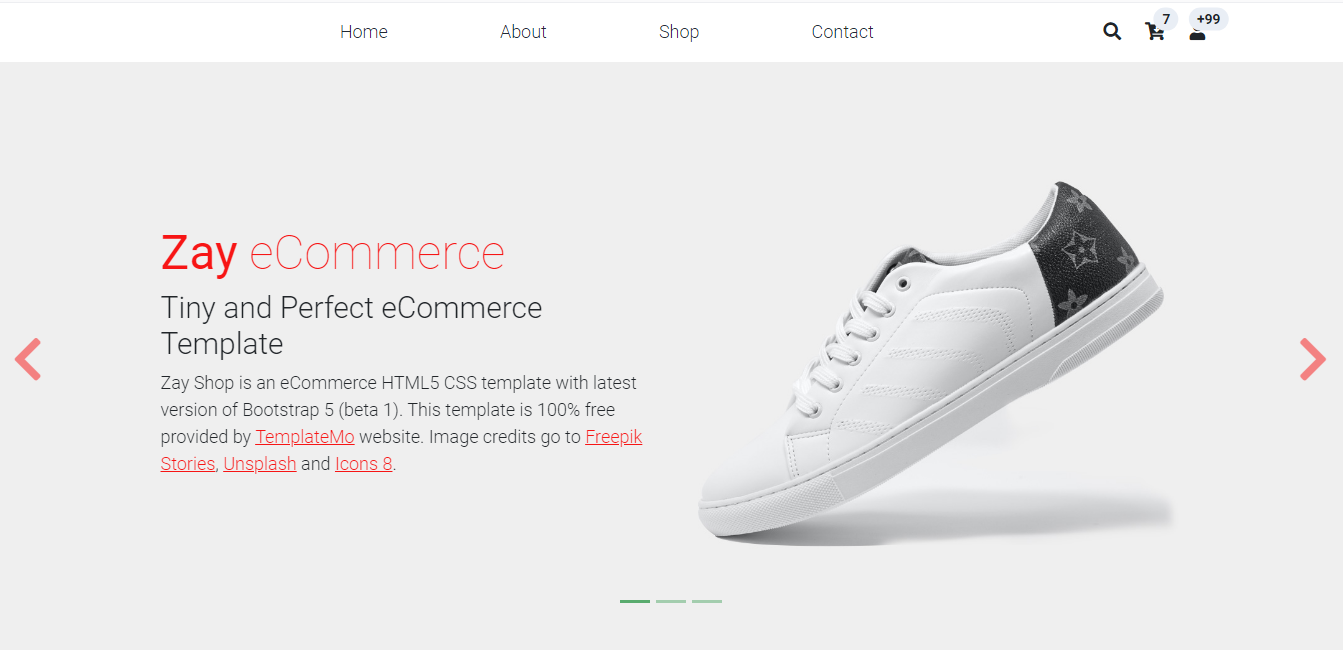 Home About Shop Contact 7 +99
Zay eCommerce
Tiny and Perfect eCommerce
Template
Zay Shop is an eCommerce HTML5 CSS template with latest
version of Bootstrap 5 (beta 1). This template is 100% free
provided by TemplateMo website. Image credits go to Freepik
Stories, Unsplash and Icons 8.